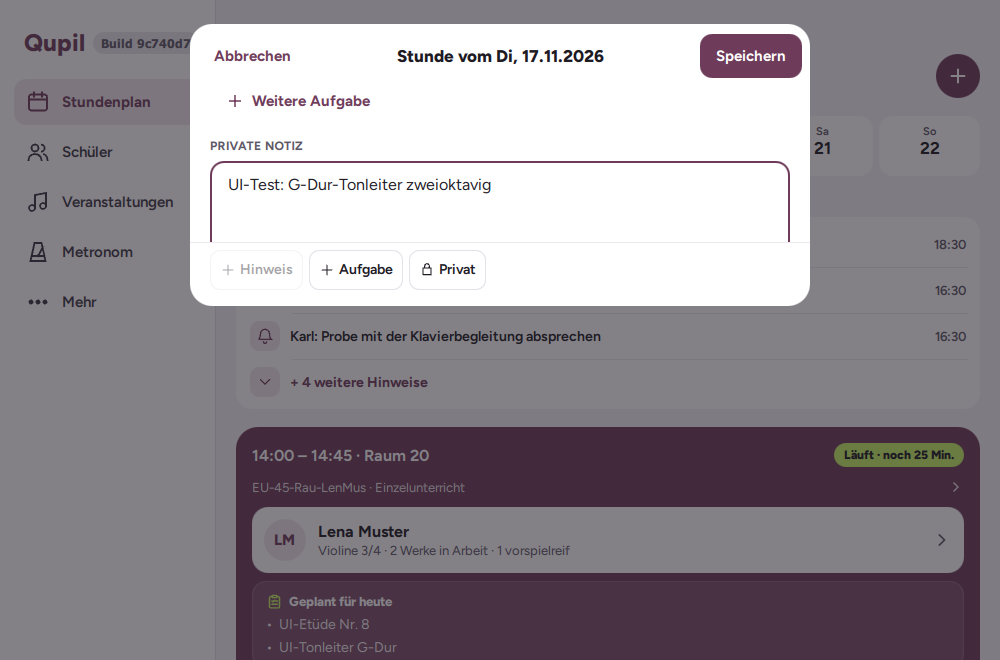 Qupil
Build 9c740d7
Stundenplan
Schüler
Veranstaltungen
Metronom
Mehr
Abbrechen
Stunde vom Di, 17.11.2026
Speichern
Weitere Aufgabe
PRIVATE NOTIZ
UI-Test: G-Dur-Tonleiter zweioktavig
Hinweis
Aufgabe
Privat
Sa
21
So
22
18:30
16:30
Karl: Probe mit der Klavierbegleitung absprechen
16:30
+ 4 weitere Hinweise
14:00 – 14:45 · Raum 20
Läuft · noch 25 Min.
EU-45-Rau-LenMus · Einzelunterricht
LM
Lena Muster
Violine 3/4 · 2 Werke in Arbeit · 1 vorspielreif
Geplant für heute
• UI-Etüde Nr. 8
• UI-Tonleiter G-Dur